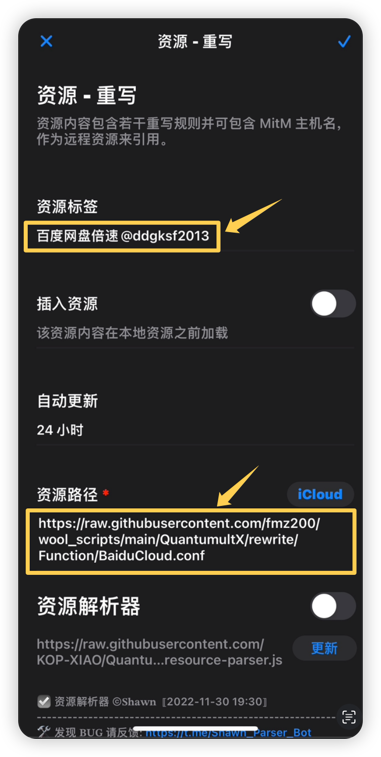 资源 - 重写
资源 - 重写
资源内容包含若干重写规则并可包含 MitM 主机名，
作为远程资源来引用。
资源标签
百度网盘倍速 @ddgksf2013
插入资源
该资源内容在本地资源之前加载
自动更新
24 小时
资源路径 *
iCloud
https://raw.githubusercontent.com/fmz200/
wool_scripts/main/QuantumultX/rewrite/
Function/BaiduCloud.conf
资源解析器
https://raw.githubusercontent.com/
KOP-XIAO/Quantu...resource-parser.js
更新
☑️ 资源解析器 ©Shawn ⟦2022-11-30 19:30⟧
🛠 发现 BUG 请反馈: https://t.me/Shawn_Parser_Bot